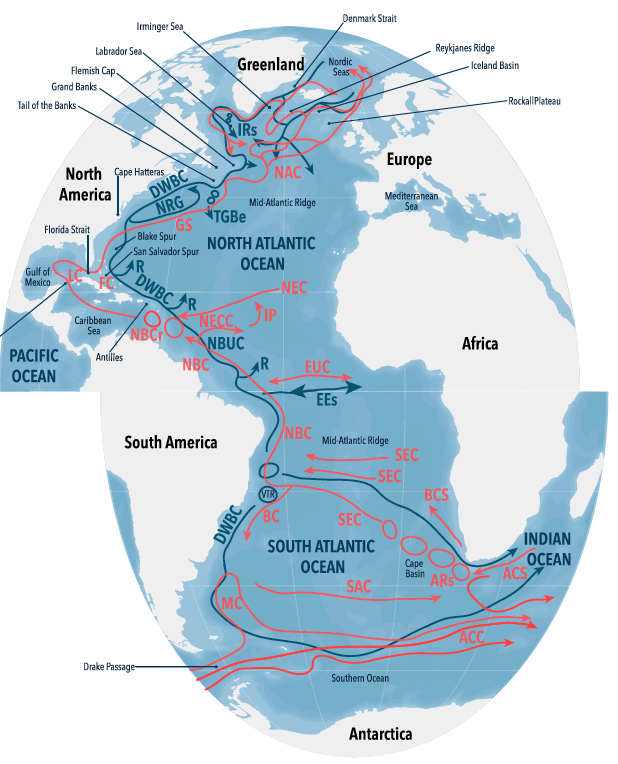 Denmark Strait
Irminger Sea
Labrador Sea
Greenland
Nordic
Seas
Reykjanes Ridge
Iceland Basin
Flemish Cap
Grand Banks
Tail of the Banks
RockallPlateau
IRs
NAC
Europe
North
America
Cape Hatteras
DWBC
NRG
TGBe
GS
Mid-Atlantic Ridge
Mediterranean
Sea
Florida Strait
Blake Spur
San Salvador Spur
NORTH ATLANTIC
OCEAN
Gulf of
Mexico
LC
FC
R
DWBC
R
NEC
IP
NECC
NBCr
NBUC
Caribbean
Sea
Antilles
NBC
R
PACIFIC
OCEAN
Africa
EUC
EEs
South America
NBC
Mid-Atlantic Ridge
SEC
SEC
VTR
BC
BCS
SEC
DWBC
SOUTH ATLANTIC
OCEAN
Cape
Basin
ARs
ACS
INDIAN
OCEAN
SAC
MC
ACC
Drake Passage
Southern Ocean
Antarctica